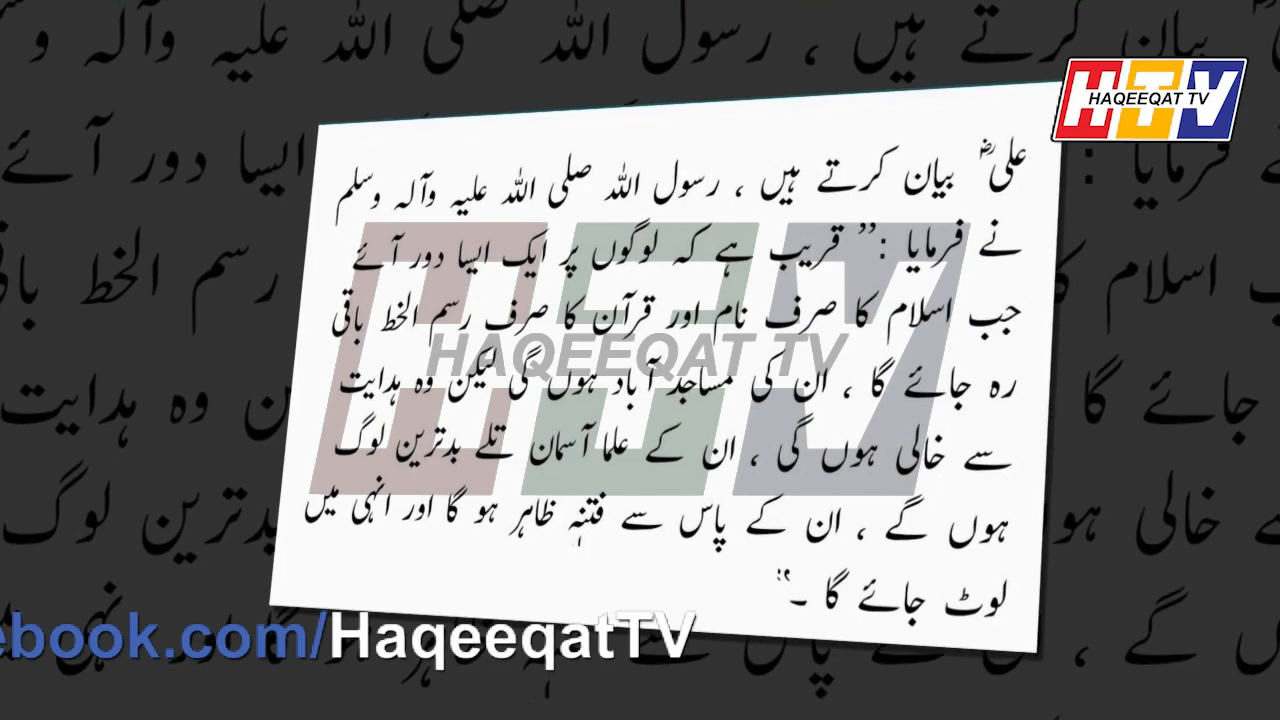 HTV
HAQEEQAT TV
علیؓ بیان کرتے ہیں ، رسول اللہ صلی اللہ علیہ وآلہ وسلم
نے فرمایا :’’ قریب ہے کہ لوگوں پر ایک ایسا دور آئے
جب اسلام کا صرف نام اور قرآن کا صرف رسم الخط باقی
رہ جائے گا ، ان کی مساجد آباد ہوں گی لیکن وہ ہدایت
سے خالی ہوں گی ، ان کے علما آسمان تلے بدترین لوگ
ہوں گے ، ان کے پاس سے فتنہ ظاہر ہو گا اور انہی میں
لوٹ جائے گا ۔‘‘
HAQEEQAT TV
ebook.com/HaqeeqatTV